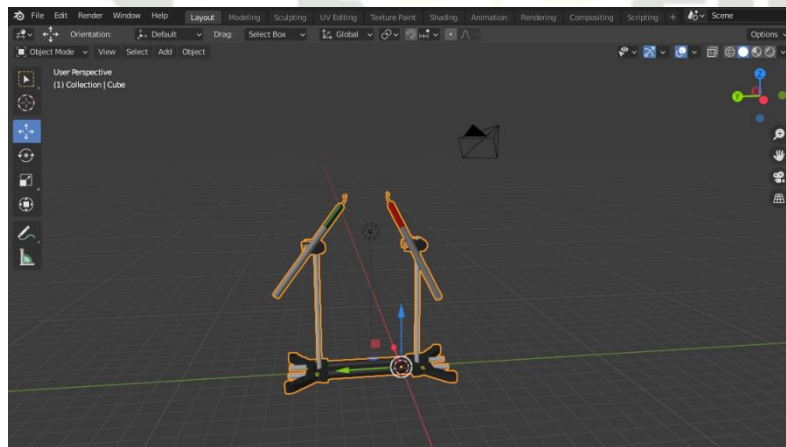 File Edit Render Window Help Layout Modeling Sculpting UV Editing Texture Paint Shading Animation Rendering Compositing Scripting + Scene
Orientation: Default Drag: Select Box Global Options
Object Mode View Select Add Object
User Perspective
(1) Collection | Cube
Z
Y